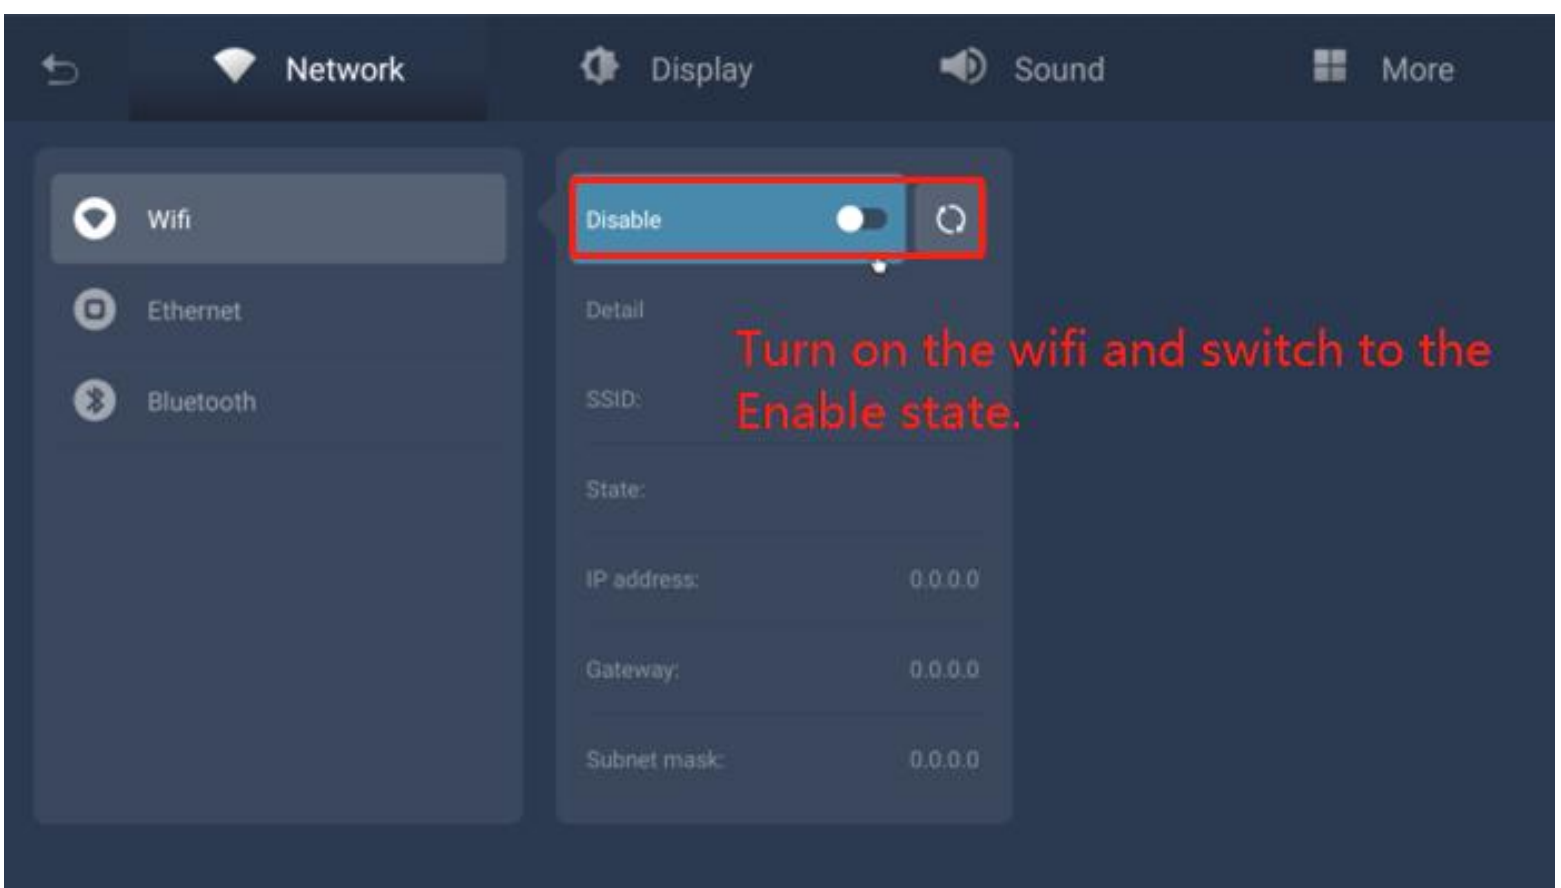 Network
Display
Sound
More
Wifi
Ethernet
Bluetooth
Disable
Detail
Turn on the wifi and switch to the
Enable state.
SSID:
State:
IP address: 0.0.0.0
Gateway: 0.0.0.0
Subnet mask: 0.0.0.0